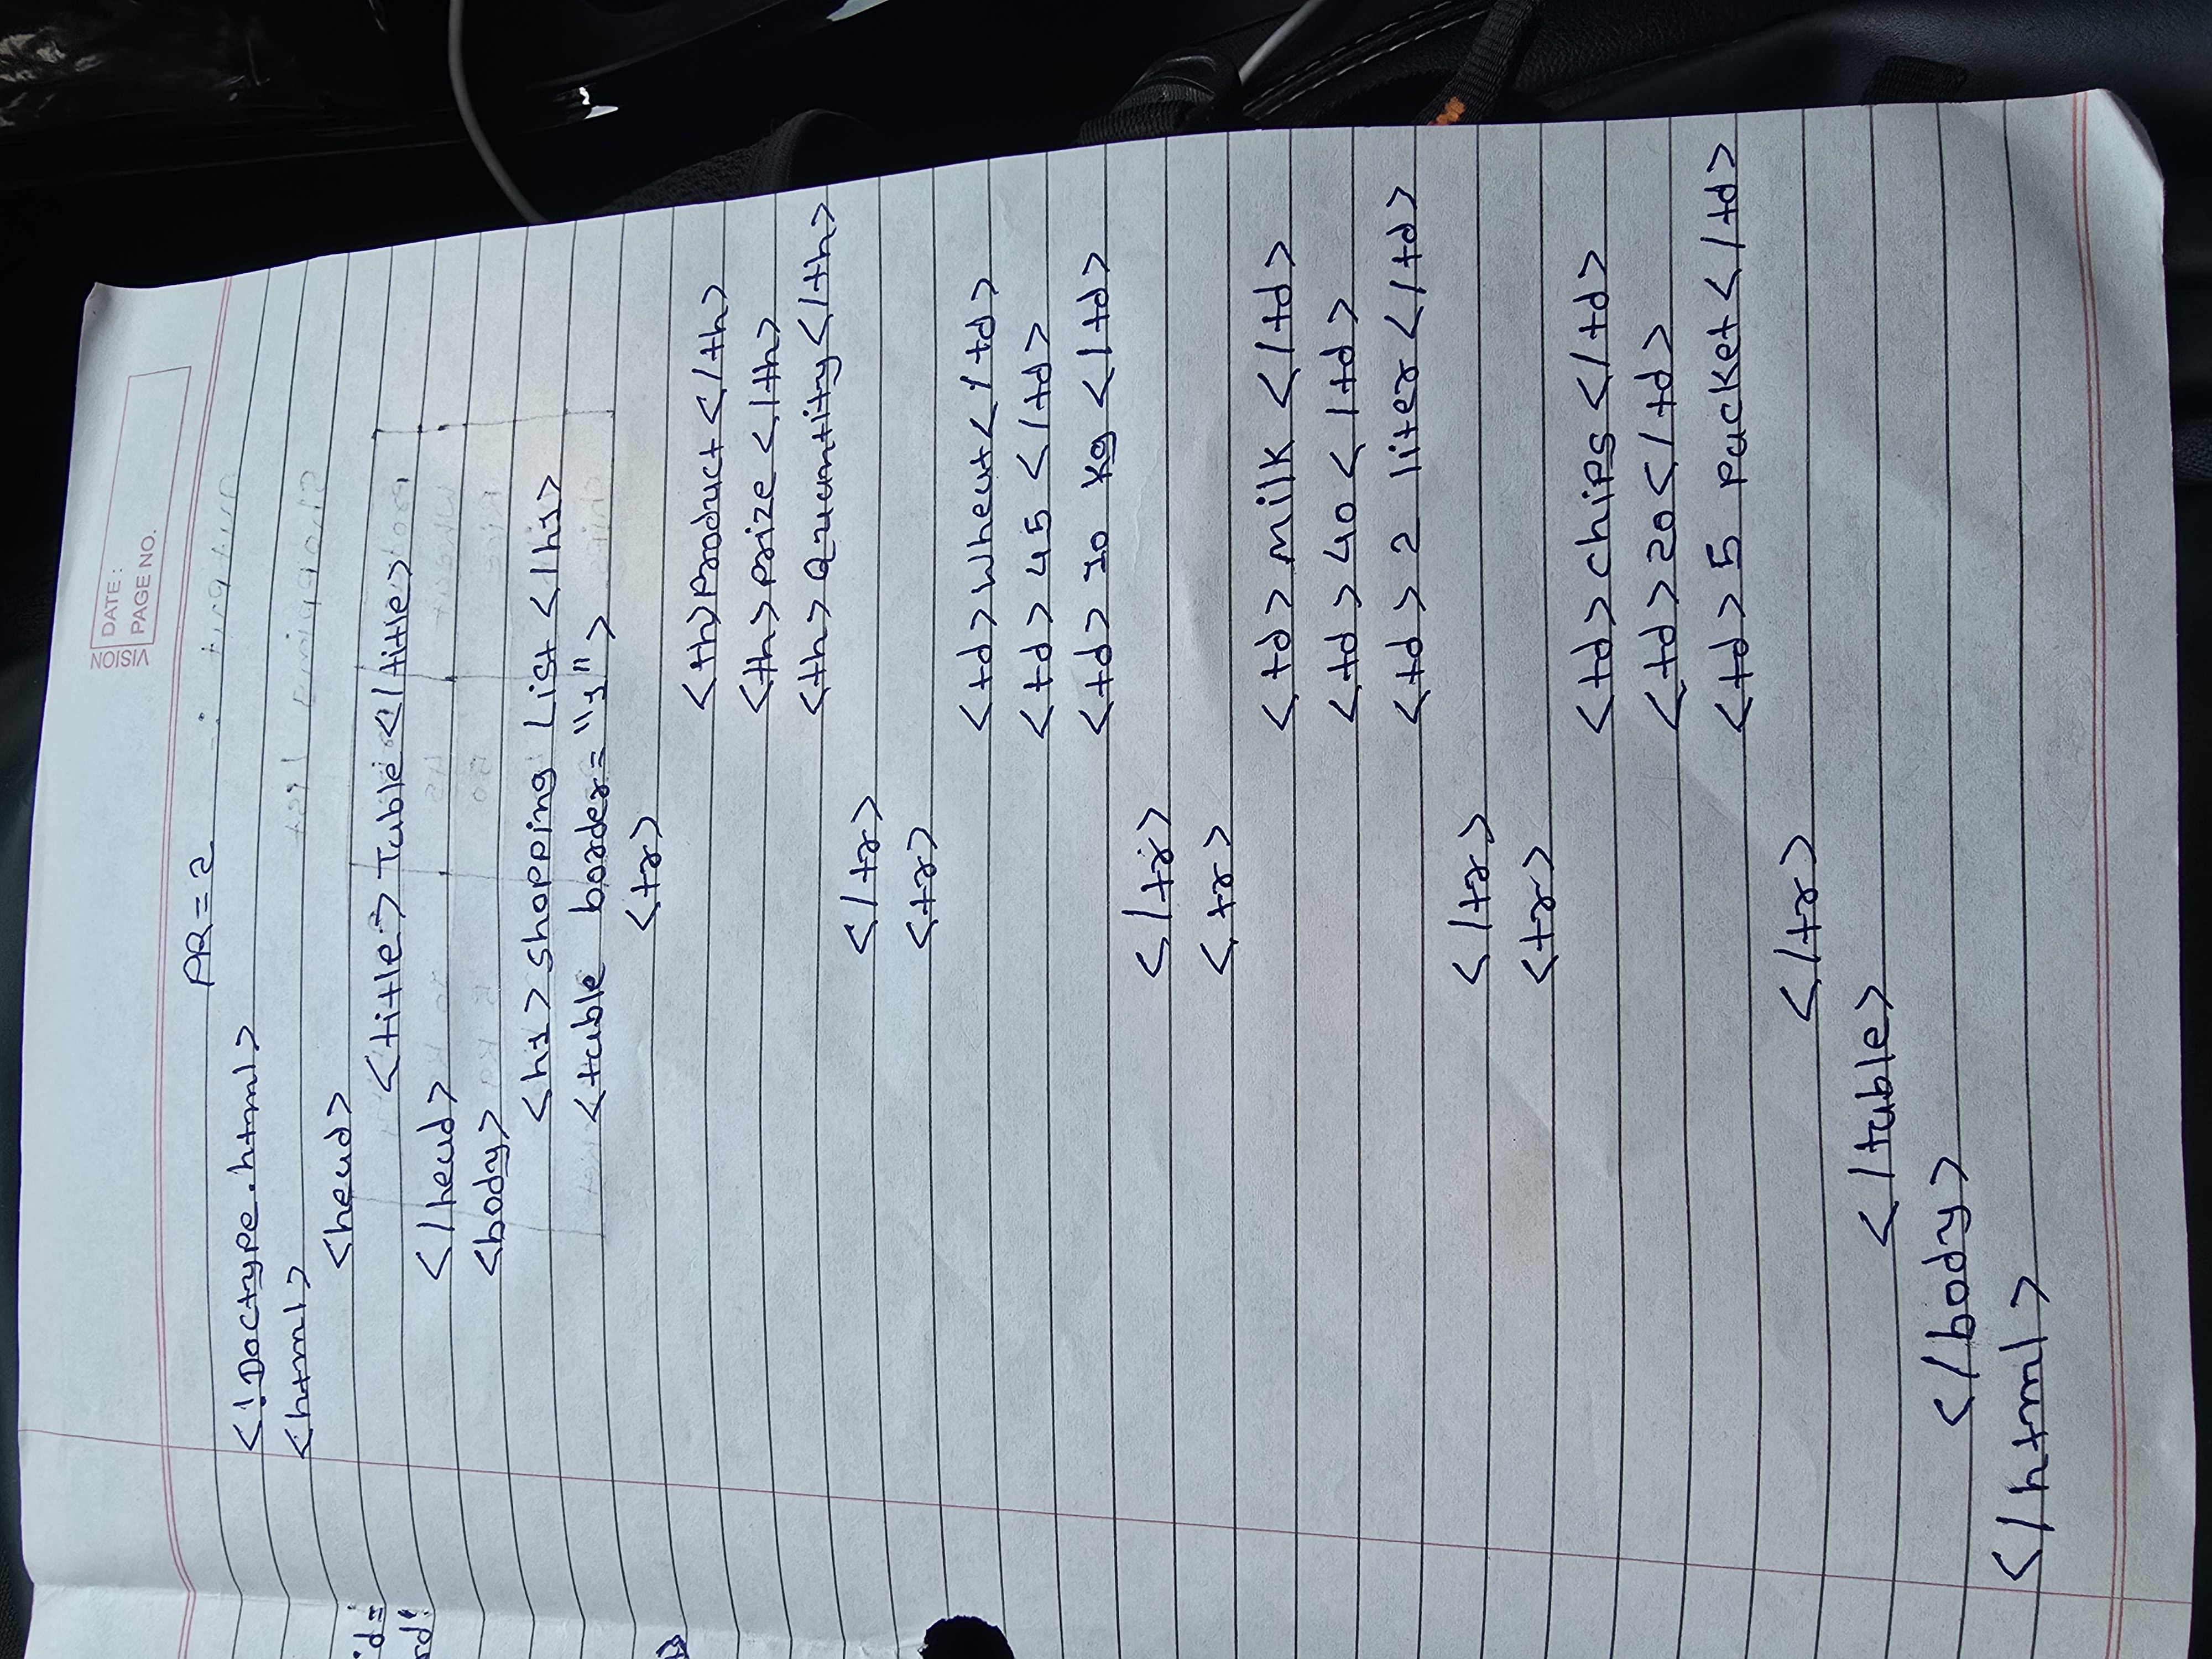 VISION
DATE :
PAGE NO.
PR = 2
<!Doctype.html>
<html>
<head>
<title> Table </title>
</head>
<body>
<h1> Shopping List </h1>
<table border = "1" >
<tr>
<th>Product </th>
<th> prize </th>
<th> Quantity </th>
</tr>
<tr>
<td> Wheat </td>
<td> 45 </td>
<td> 10 kg </td>
</tr>
<tr>
<td> milk </td>
<td> 40 </td>
<td> 2 liter </td>
</tr>
<tr>
<td> chips </td>
<td> 20 </td>
<td> 5 packet </td>
</tr>
</table>
</body>
</html>